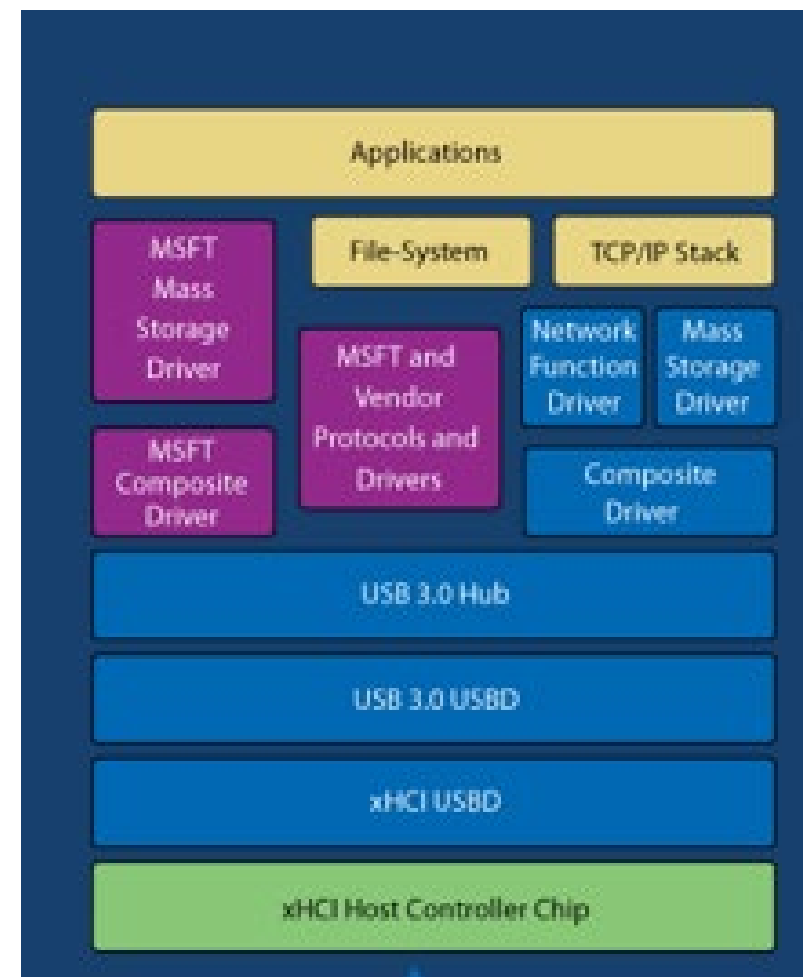 Applications
MSFT
Mass
Storage
Driver
File-System
TCP/IP Stack
MSFT and
Vendor
Protocols and
Drivers
Network
Function
Driver
Mass
Storage
Driver
MSFT
Composite
Driver
Composite
Driver
USB 3.0 Hub
USB 3.0 USBD
xHCI USBD
xHCI Host Controller Chip